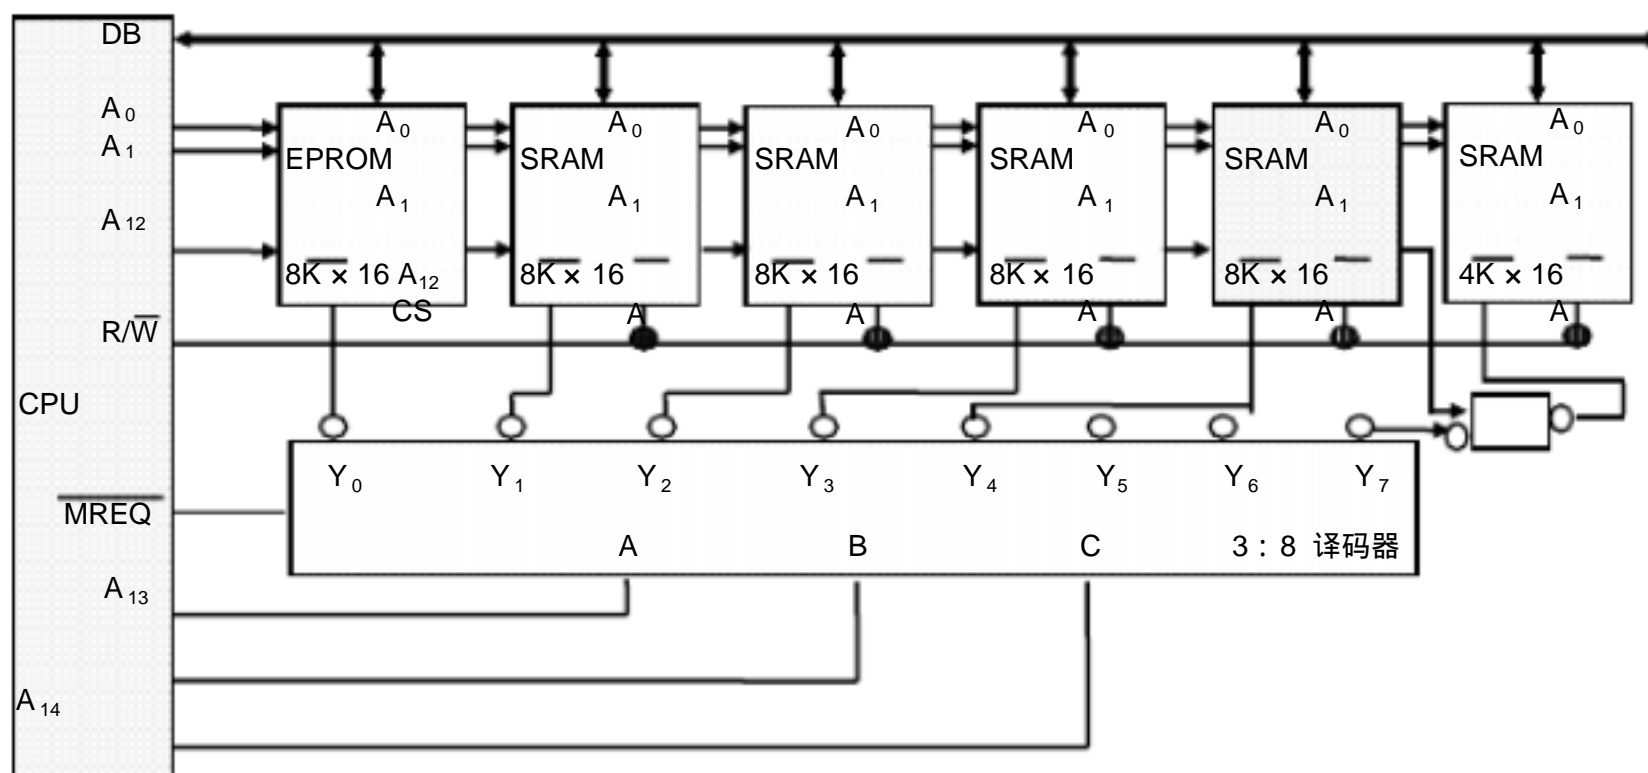 DB
A0
A1
A12
R/W̅
CPU
M̅R̅E̅Q̅
A13
A14
A0
EPROM
A1
8K × 16 A12
CS
A0
SRAM
A1
8K × 16
A
A0
SRAM
A1
8K × 16
A
A0
SRAM
A1
8K × 16
A
A0
SRAM
A1
8K × 16
A
A0
SRAM
A1
4K × 16
A
Y0 Y1 Y2 Y3 Y4 Y5 Y6 Y7
A B C 3:8 译码器